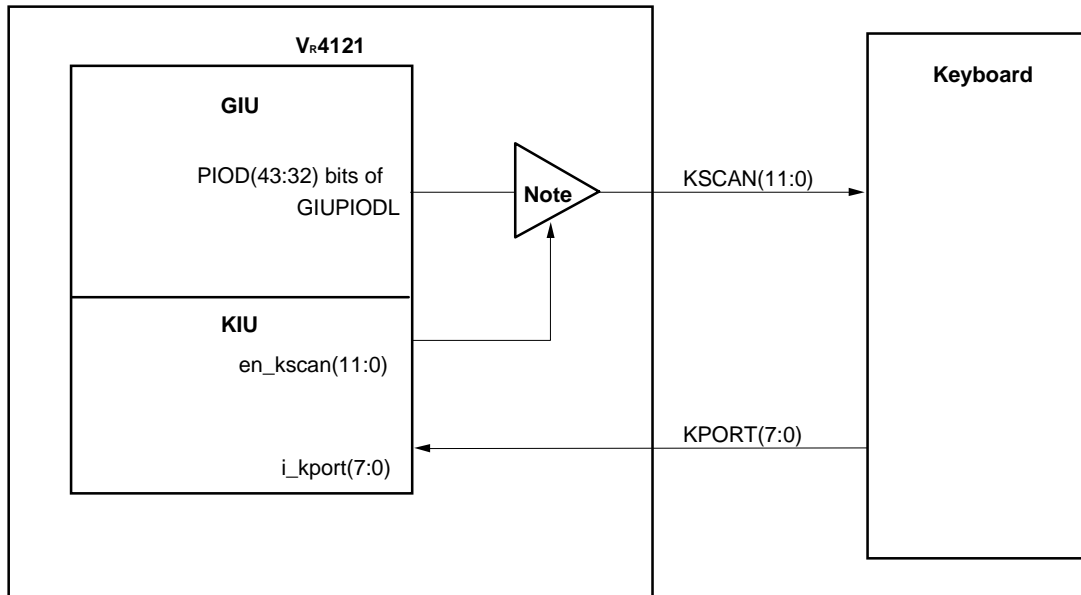 VR4121
Keyboard
GIU
PIOD(43:32) bits of
GIUPIODL
Note
KSCAN(11:0)
KIU
en_kscan(11:0)
KPORT(7:0)
i_kport(7:0)